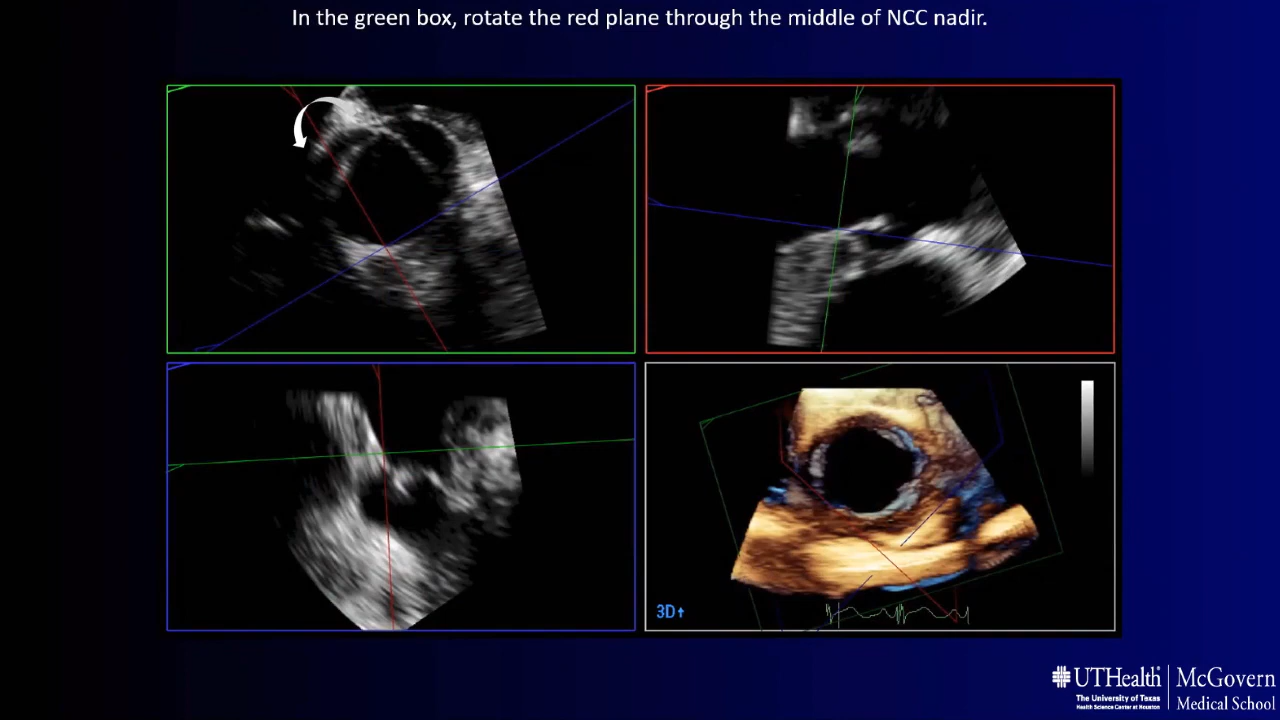 In the green box, rotate the red plane through the middle of NCC nadir.
3D↑
UTHealth
The University of Texas
Health Science Center at Houston
McGovern
Medical School